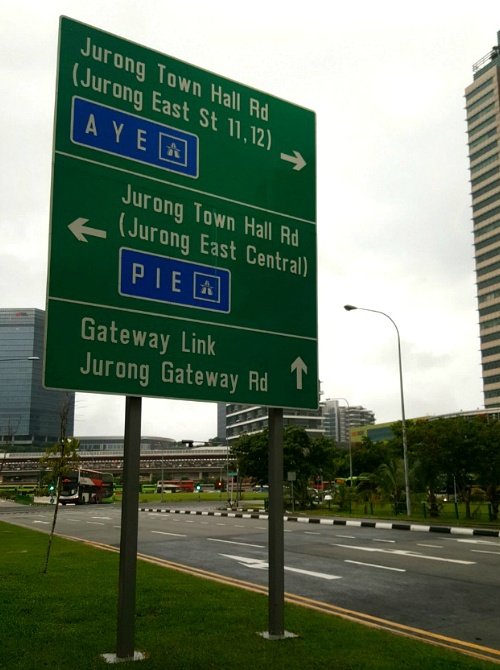 Jurong Town Hall Rd
(Jurong East St 11, 12)
AYE
Jurong Town Hall Rd
(Jurong East Central)
PIE
Gateway Link
Jurong Gateway Rd